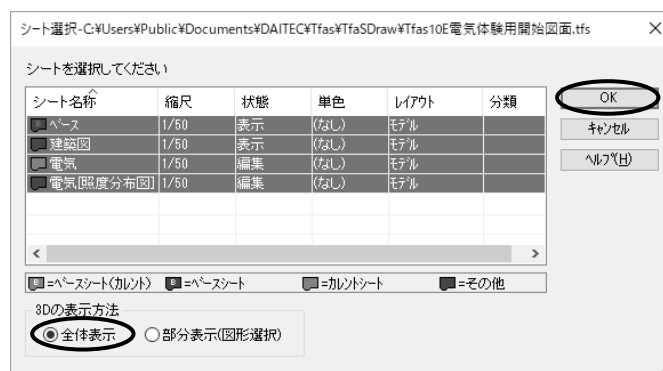 シート選択-C:¥Users¥Public¥Documents¥DAITEC¥Tfas¥TfaSDraw¥Tfas10E電気体験用開始図面.tfs ×
シートを選択してください
シート名称 縮尺 状態 単色 レイアウト 分類
ベース 1/50 表示 (なし) モデル
建築図 1/50 表示 (なし) モデル
電気 1/50 編集 (なし) モデル
電気[照度分布図] 1/50 編集 (なし) モデル
OK
キャンセル
ヘルプ(H)
B=ベースシート(カレント) B=ベースシート =カレントシート =その他
3Dの表示方法
全体表示 部分表示(図形選択)